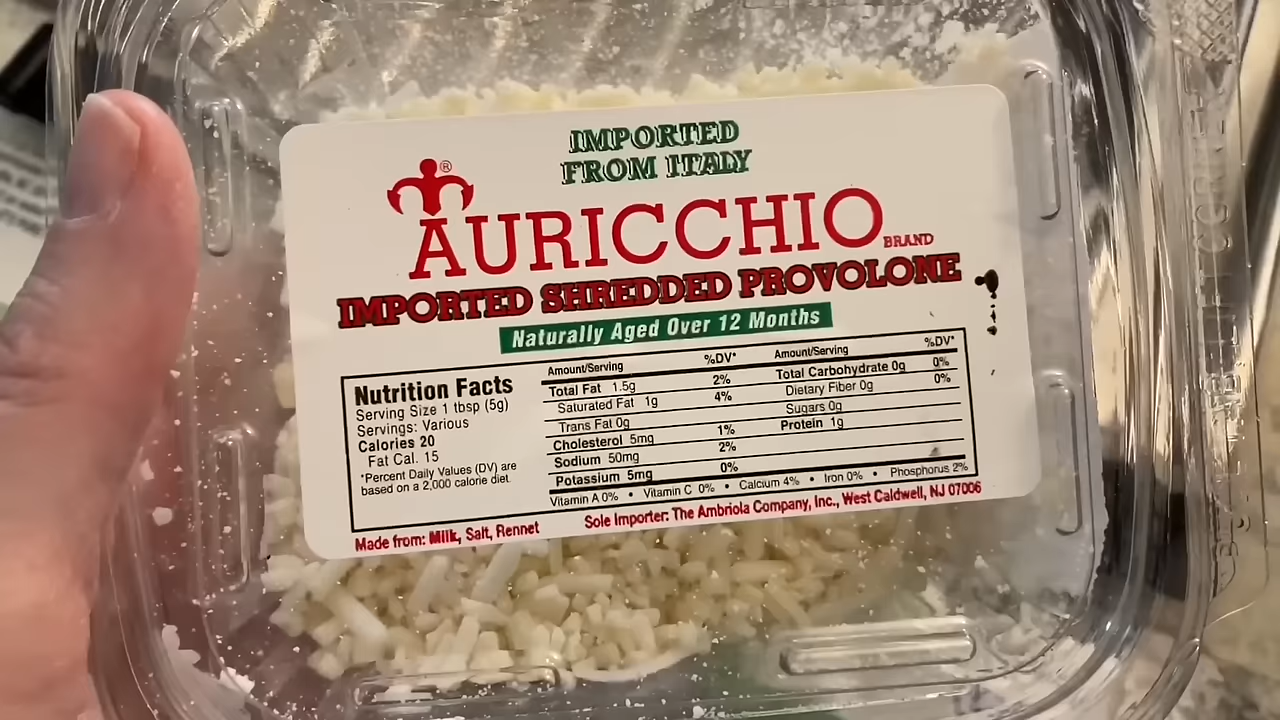 IMPORTED
FROM ITALY
®
AURICCHIO BRAND
IMPORTED SHREDDED PROVOLONE
Naturally Aged Over 12 Months
Nutrition Facts
Serving Size 1 tbsp (5g)
Servings: Various
Calories 20
Fat Cal. 15
*Percent Daily Values (DV) are
based on a 2,000 calorie diet.
Amount/Serving %DV*
Total Fat 1.5g 2%
Saturated Fat 1g 4%
Trans Fat 0g
Cholesterol 5mg 1%
Sodium 50mg 2%
Potassium 5mg 0%
Amount/Serving %DV*
Total Carbohydrate 0g 0%
Dietary Fiber 0g 0%
Sugars 0g
Protein 1g
Vitamin A 0% • Vitamin C 0% • Calcium 4% • Iron 0% • Phosphorus 2%
Made from: Milk, Salt, Rennet
Sole Importer: The Ambriola Company, Inc., West Caldwell, NJ 07006